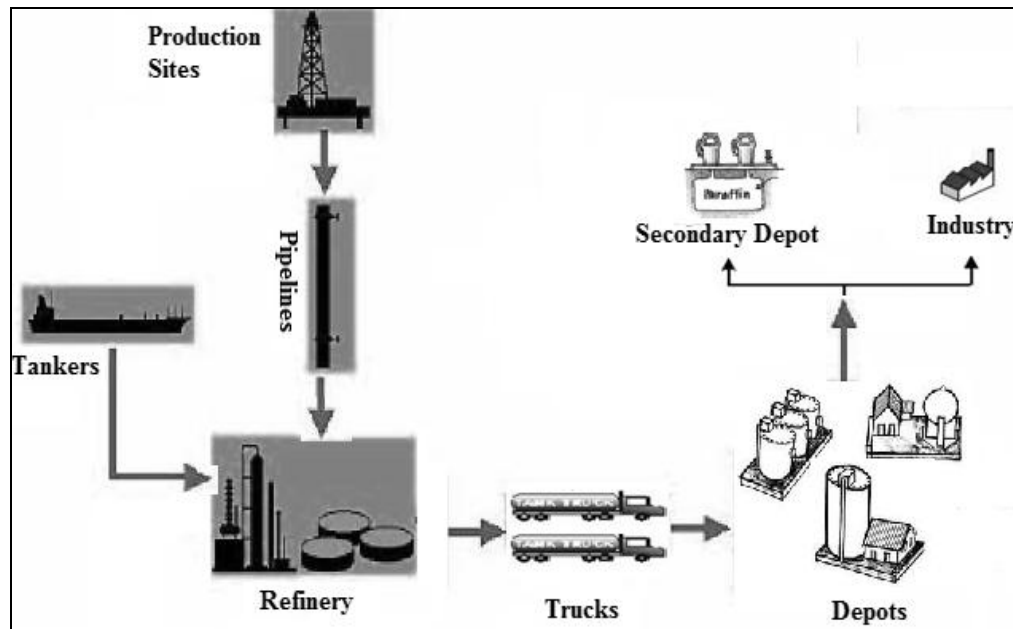 Production
Sites
Pipelines
Tankers
Refinery
TANK TRUCK
TANK TRUCK
Trucks
Depots
Paraffin
Secondary Depot
Industry